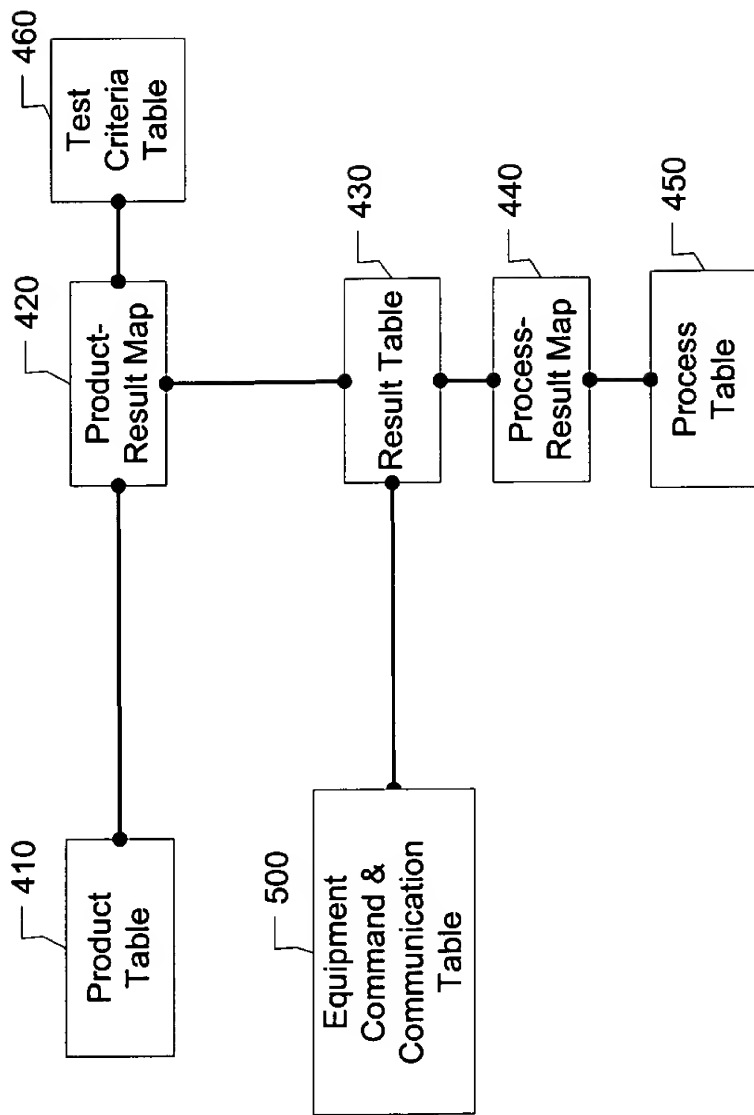 410
Product
Table
420
Product-
Result Map
460
Test
Criteria
Table
500
Equipment
Command &
Communication
Table
430
Result Table
440
Process-
Result Map
450
Process
Table